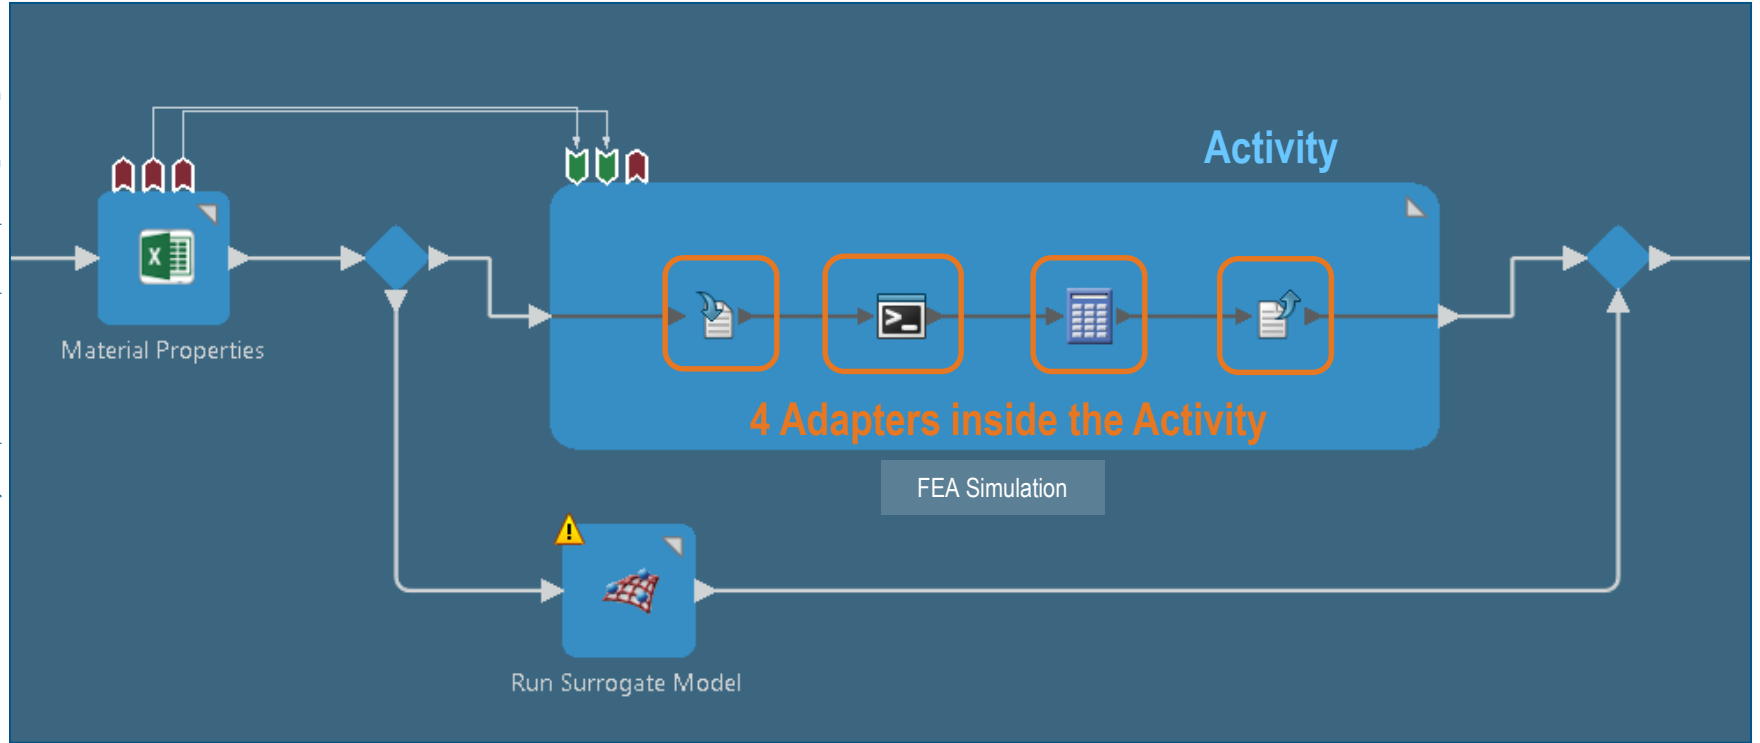 Activity
Material Properties
4 Adapters inside the Activity
FEA Simulation
Run Surrogate Model